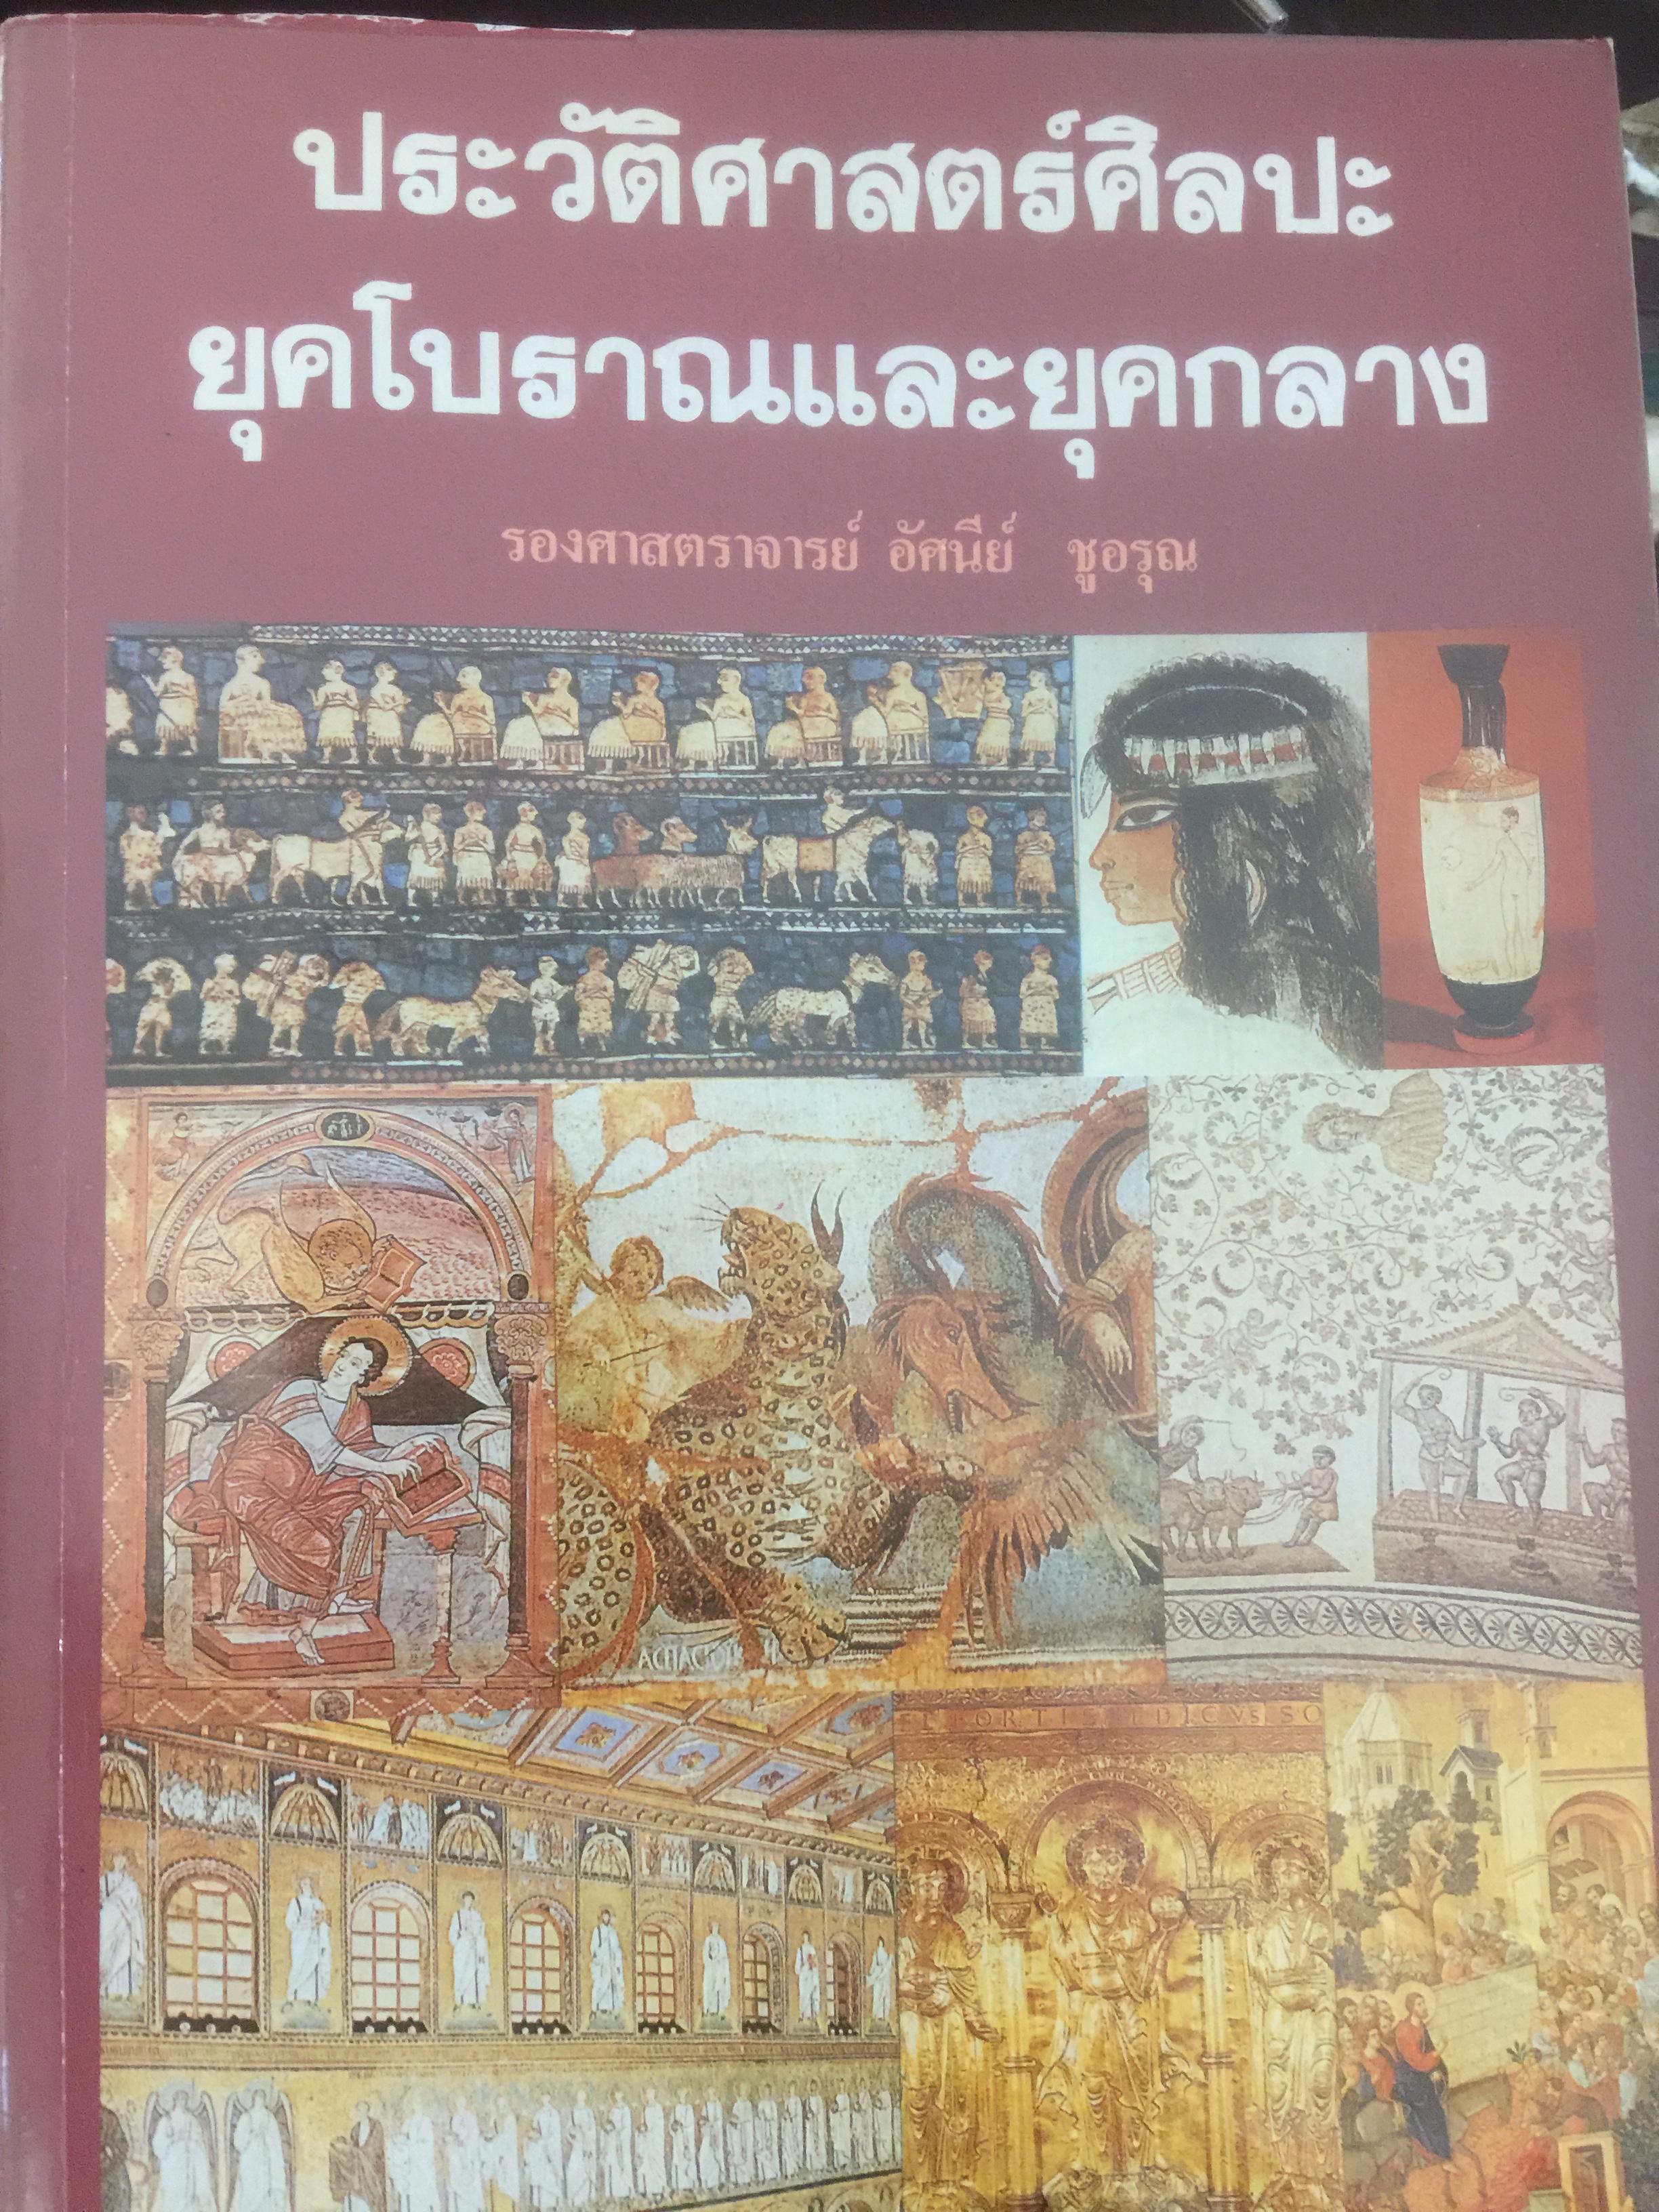 ประวัติศาสตร์ศิลปะ
ยุคโบราณและยุคกลาง
รองศาสตราจารย์ อัศนีย์ ชูอรุณ